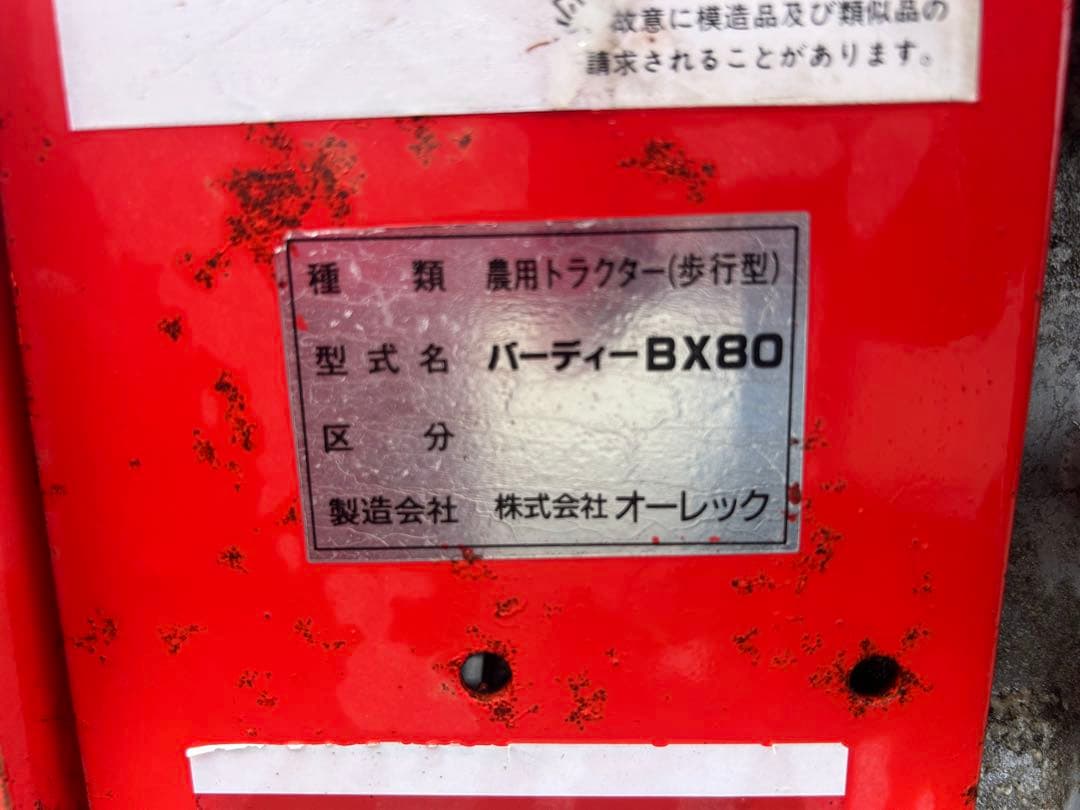 故意に模造品及び類似品の
請求されることがあります。
種類 農用トラクター(歩行型)
型式名 バーディーBX80
区分
製造会社 株式会社オーレック